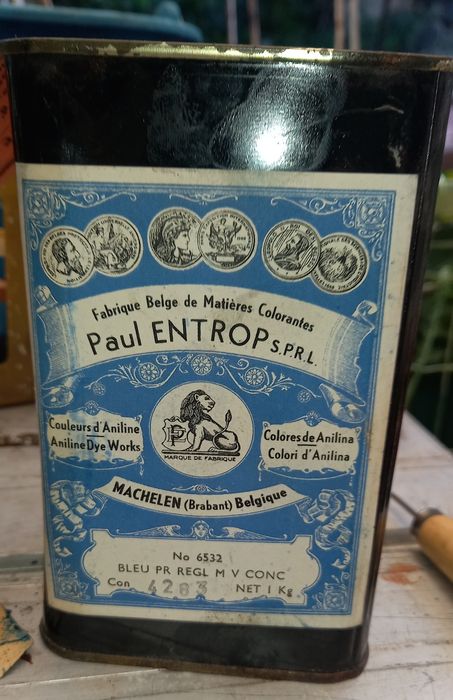 Fabrique Belge de Matières Colorantes
Paul ENTROP S.P.R.L.
Couleurs d'Aniline
Aniline Dye Works
EP
MARQUE DE FABRIQUE
Colores de Anilina
Colori d'Anilina
MACHELEN (Brabant) Belgique
No 6532
BLEU PR REGL M V CONC
Con 4283 NET 1 Kg